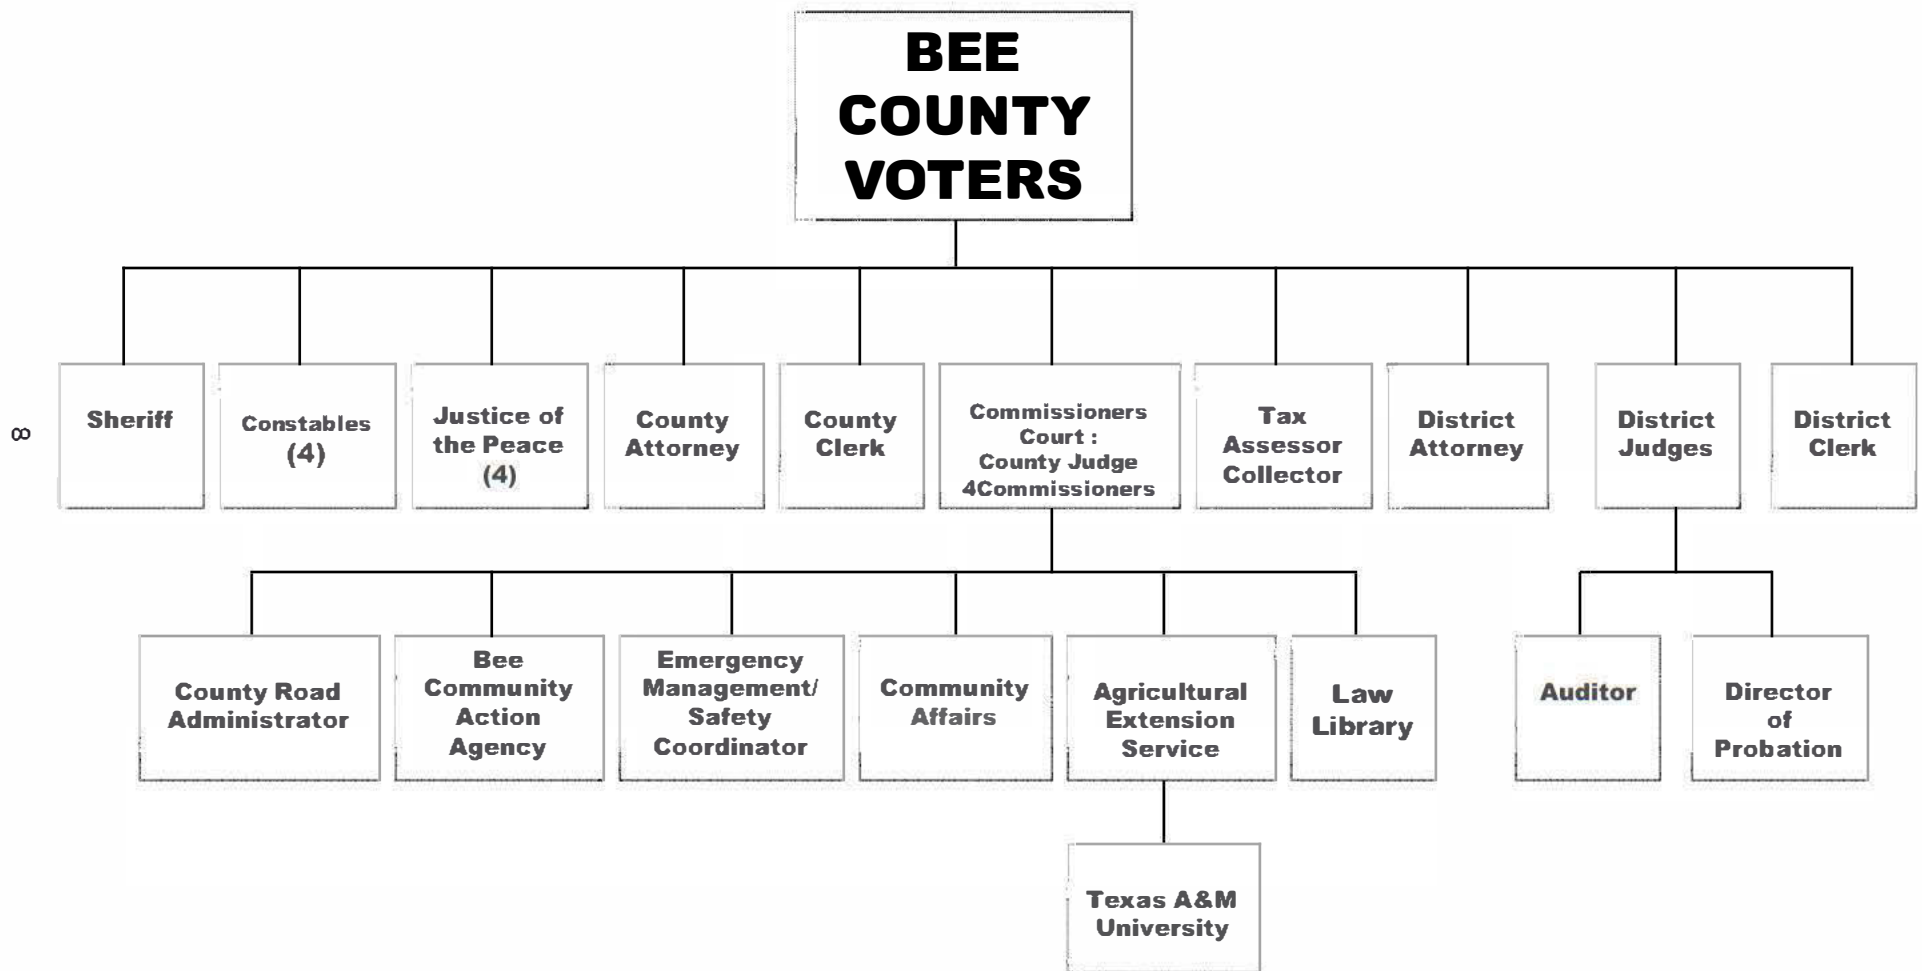 BEE
COUNTY
VOTERS
8
Sheriff
Constables
(4)
Justice of
the Peace
(4)
County
Attorney
County
Clerk
Commissioners
Court :
County Judge
4Commissioners
Tax
Assessor
Collector
District
Attorney
District
Judges
District
Clerk
County Road
Administrator
Bee
Community
Action
Agency
Emergency
Management/
Safety
Coordinator
Community
Affairs
Agricultural
Extension
Service
Law
Library
Auditor
Director
of
Probation
Texas A&M
University